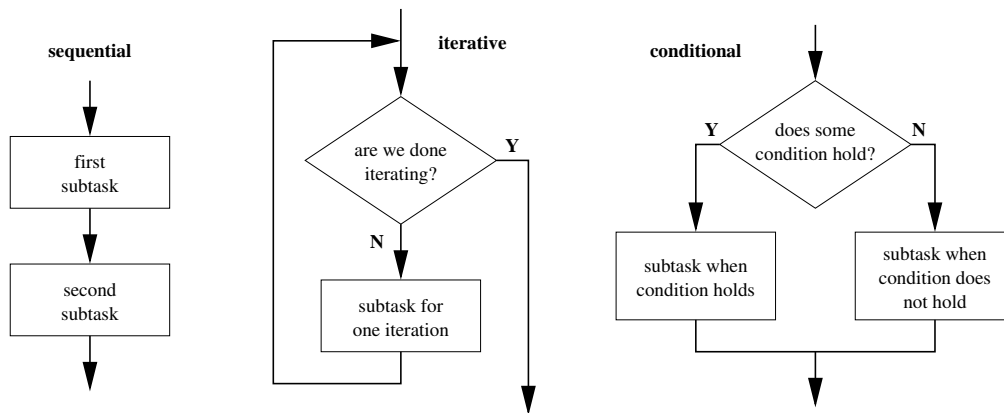 sequential
first
subtask
second
subtask
iterative
are we done
iterating?
Y
N
subtask for
one iteration
conditional
does some
condition hold?
Y
N
subtask when
condition holds
subtask when
condition does
not hold